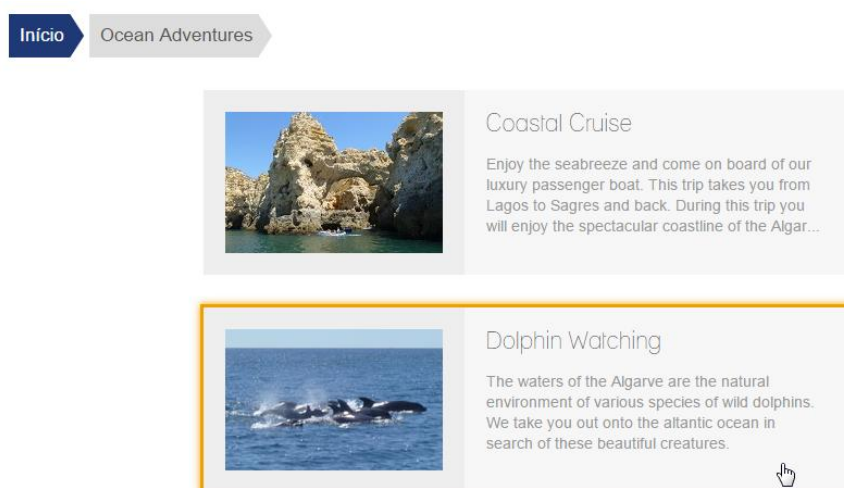 Início
Ocean Adventures
Coastal Cruise
Enjoy the seabreeze and come on board of our
luxury passenger boat. This trip takes you from
Lagos to Sagres and back. During this trip you
will enjoy the spectacular coastline of the Algar...
Dolphin Watching
The waters of the Algarve are the natural
environment of various species of wild dolphins.
We take you out onto the altantic ocean in
search of these beautiful creatures.